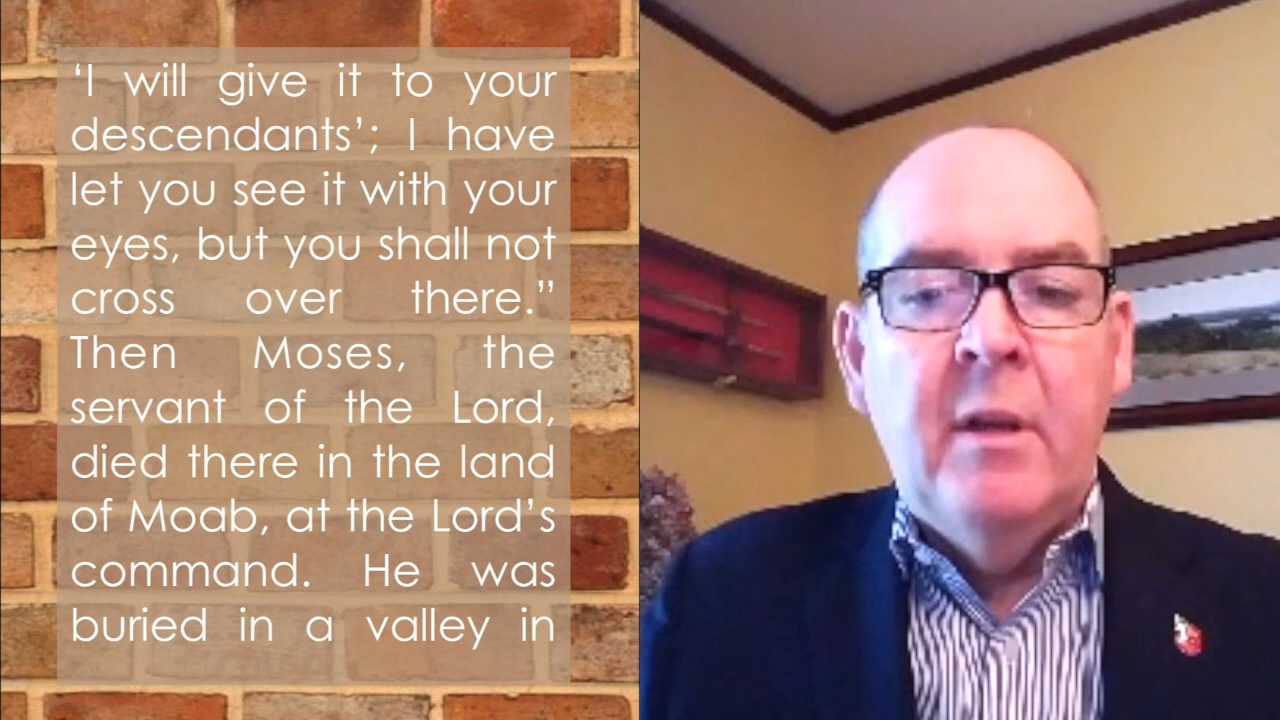 ‘I will give it to your
descendants’; I have
let you see it with your
eyes, but you shall not
cross over there.”
Then Moses, the
servant of the Lord,
died there in the land
of Moab, at the Lord’s
command. He was
buried in a valley in